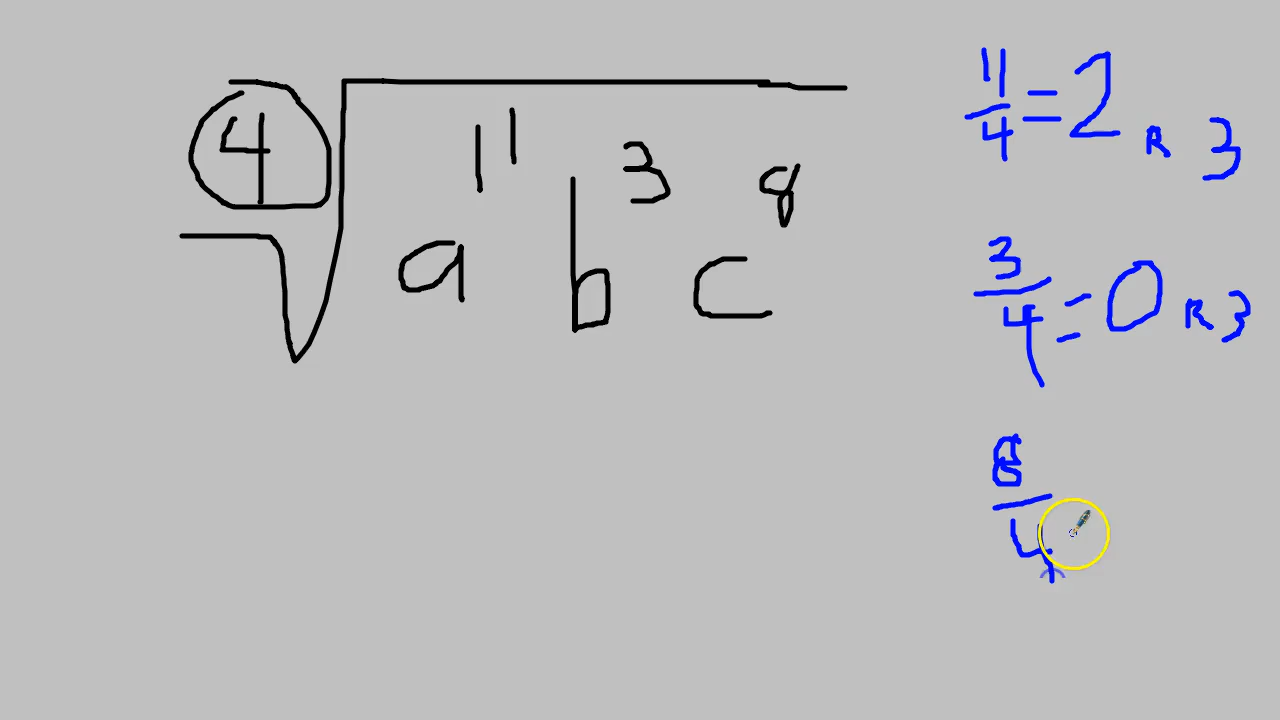 4 √ a^11 b^3 c^8
11/4 = 2 R 3
3/4 = 0 R 3
8/4